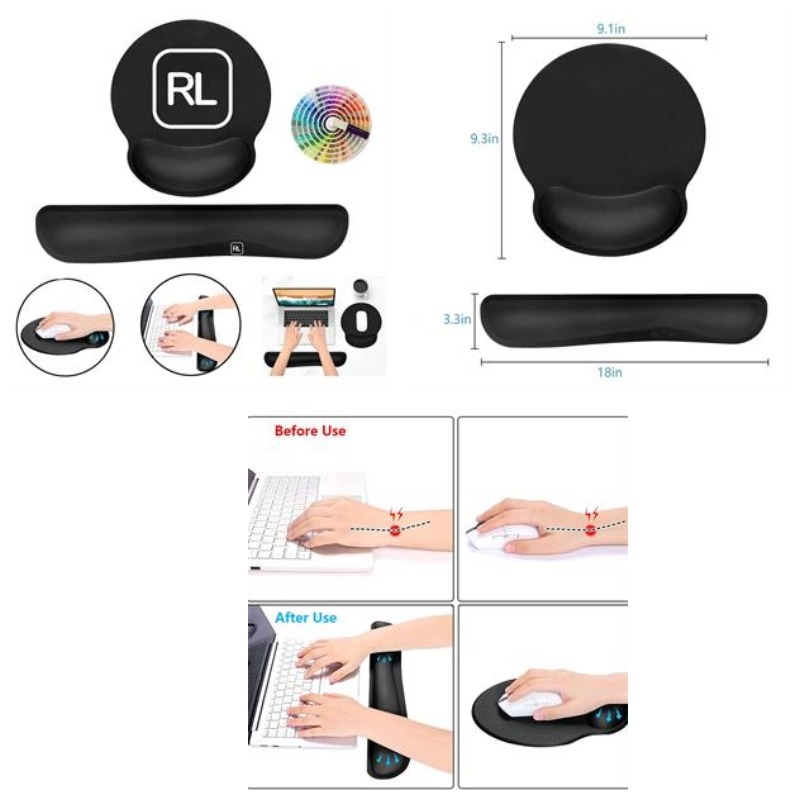 RL
RL
9.1in
9.3in
3.3in
18in
Before Use
After Use